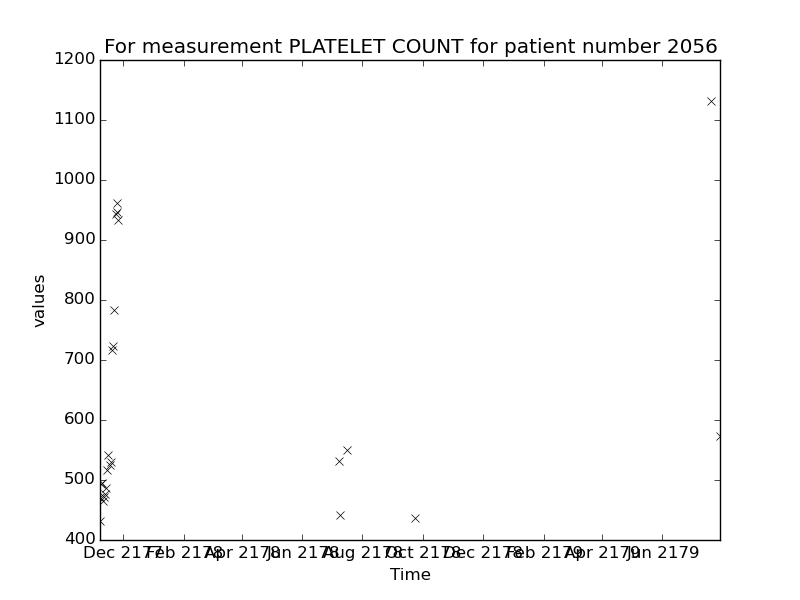 For measurement PLATELET COUNT for patient number 2056
1200
1100
1000
900
800
700
600
500
400
values
Dec 2177 Feb 2178 Apr 2178 Jun 2178 Aug 2178 Oct 2178 Dec 2178 Feb 2179 Apr 2179 Jun 2179
Time